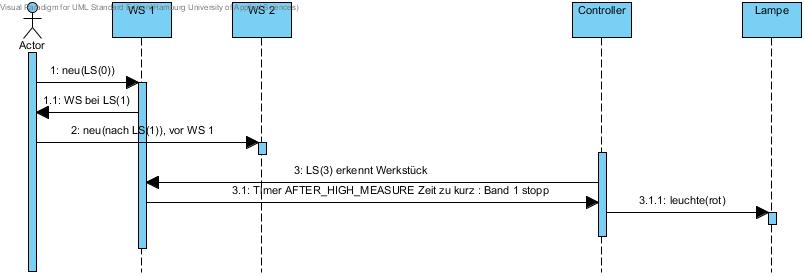 Visual Paradigm for UML Standard Edition(Hamburg University of Applied Sciences)
WS 1
WS 2
Controller
Lampe
Actor
1: neu(LS(0))
1.1: WS bei LS(1)
2: neu(nach LS(1)), vor WS 1
3: LS(3) erkennt Werkstück
3.1: Timer AFTER_HIGH_MEASURE Zeit zu kurz : Band 1 stopp
3.1.1: leuchte(rot)